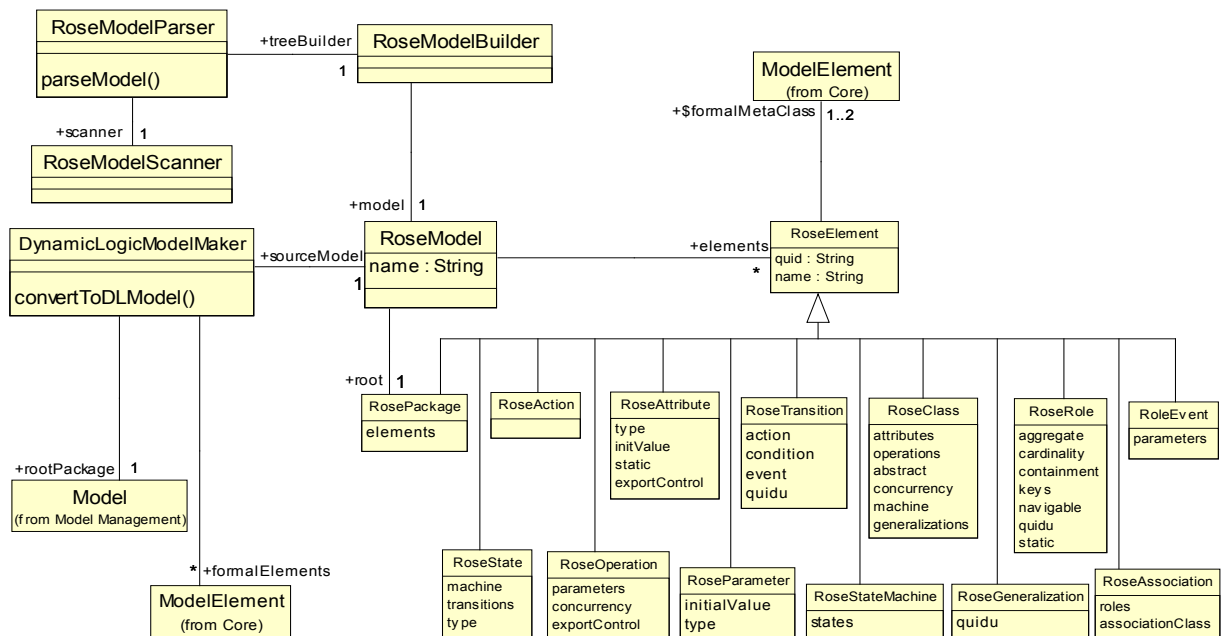 RoseModelParser
parseModel()
+treeBuilder
1
RoseModelBuilder
ModelElement
(from Core)
+$formalMetaClass
1..2
+scanner
1
RoseModelScanner
+model
1
DynamicLogicModelMaker
convertToDLModel()
+sourceModel
1
RoseModel
name : String
+elements
*
RoseElement
quid : String
name : String
+root
1
RosePackage
elements
RoseAction
RoseAttribute
type
initValue
static
exportControl
RoseTransition
action
condition
event
quidu
RoseClass
attributes
operations
abstract
concurrency
machine
generalizations
RoseRole
aggregate
cardinality
containment
keys
navigable
quidu
static
RoleEvent
parameters
+rootPackage
1
Model
(from Model Management)
*
+formalElements
ModelElement
(from Core)
RoseState
machine
transitions
type
RoseOperation
parameters
concurrency
exportControl
RoseParameter
initialValue
type
RoseStateMachine
states
RoseGeneralization
quidu
RoseAssociation
roles
associationClass